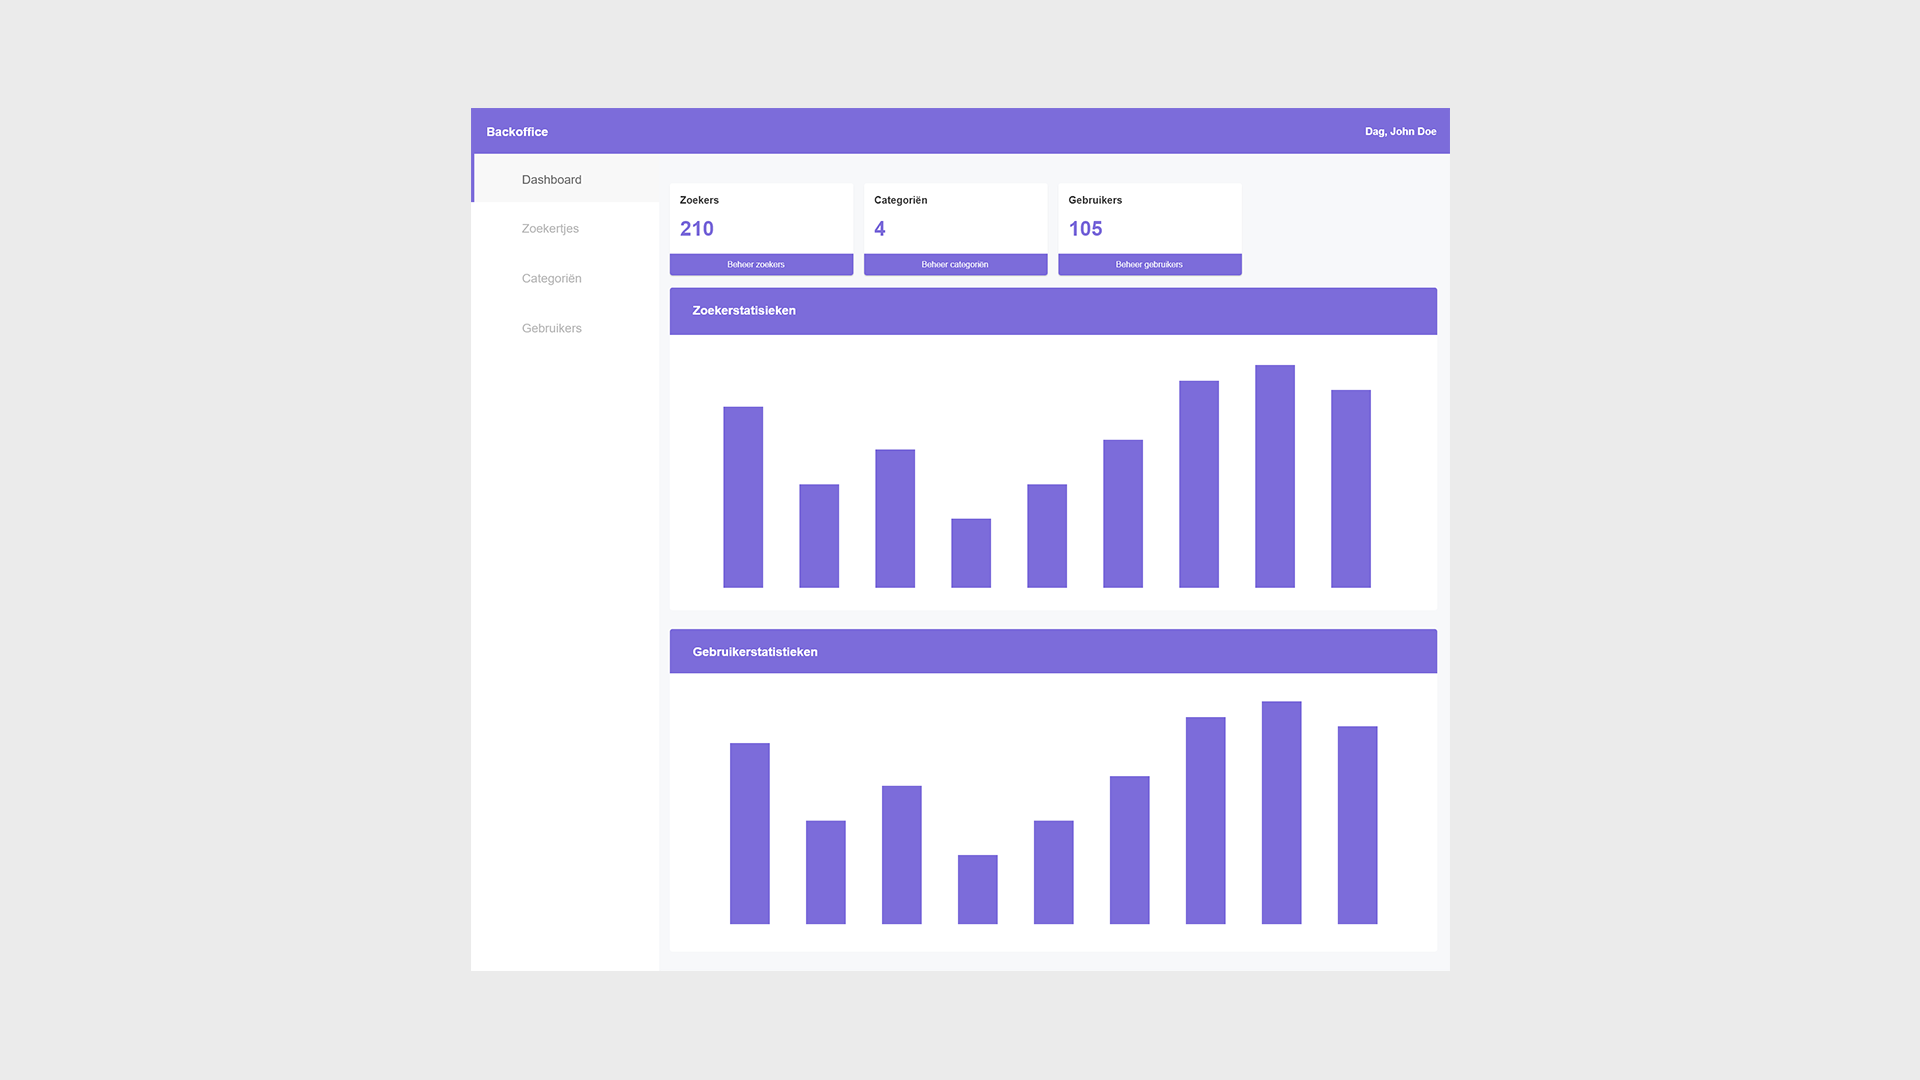 Backoffice
Dag, John Doe
Dashboard
Zoekertjes
Categoriën
Gebruikers
Zoekers
210
Beheer zoekers
Categoriën
4
Beheer categoriën
Gebruikers
105
Beheer gebruikers
Zoekerstatisieken
Gebruikerstatistieken